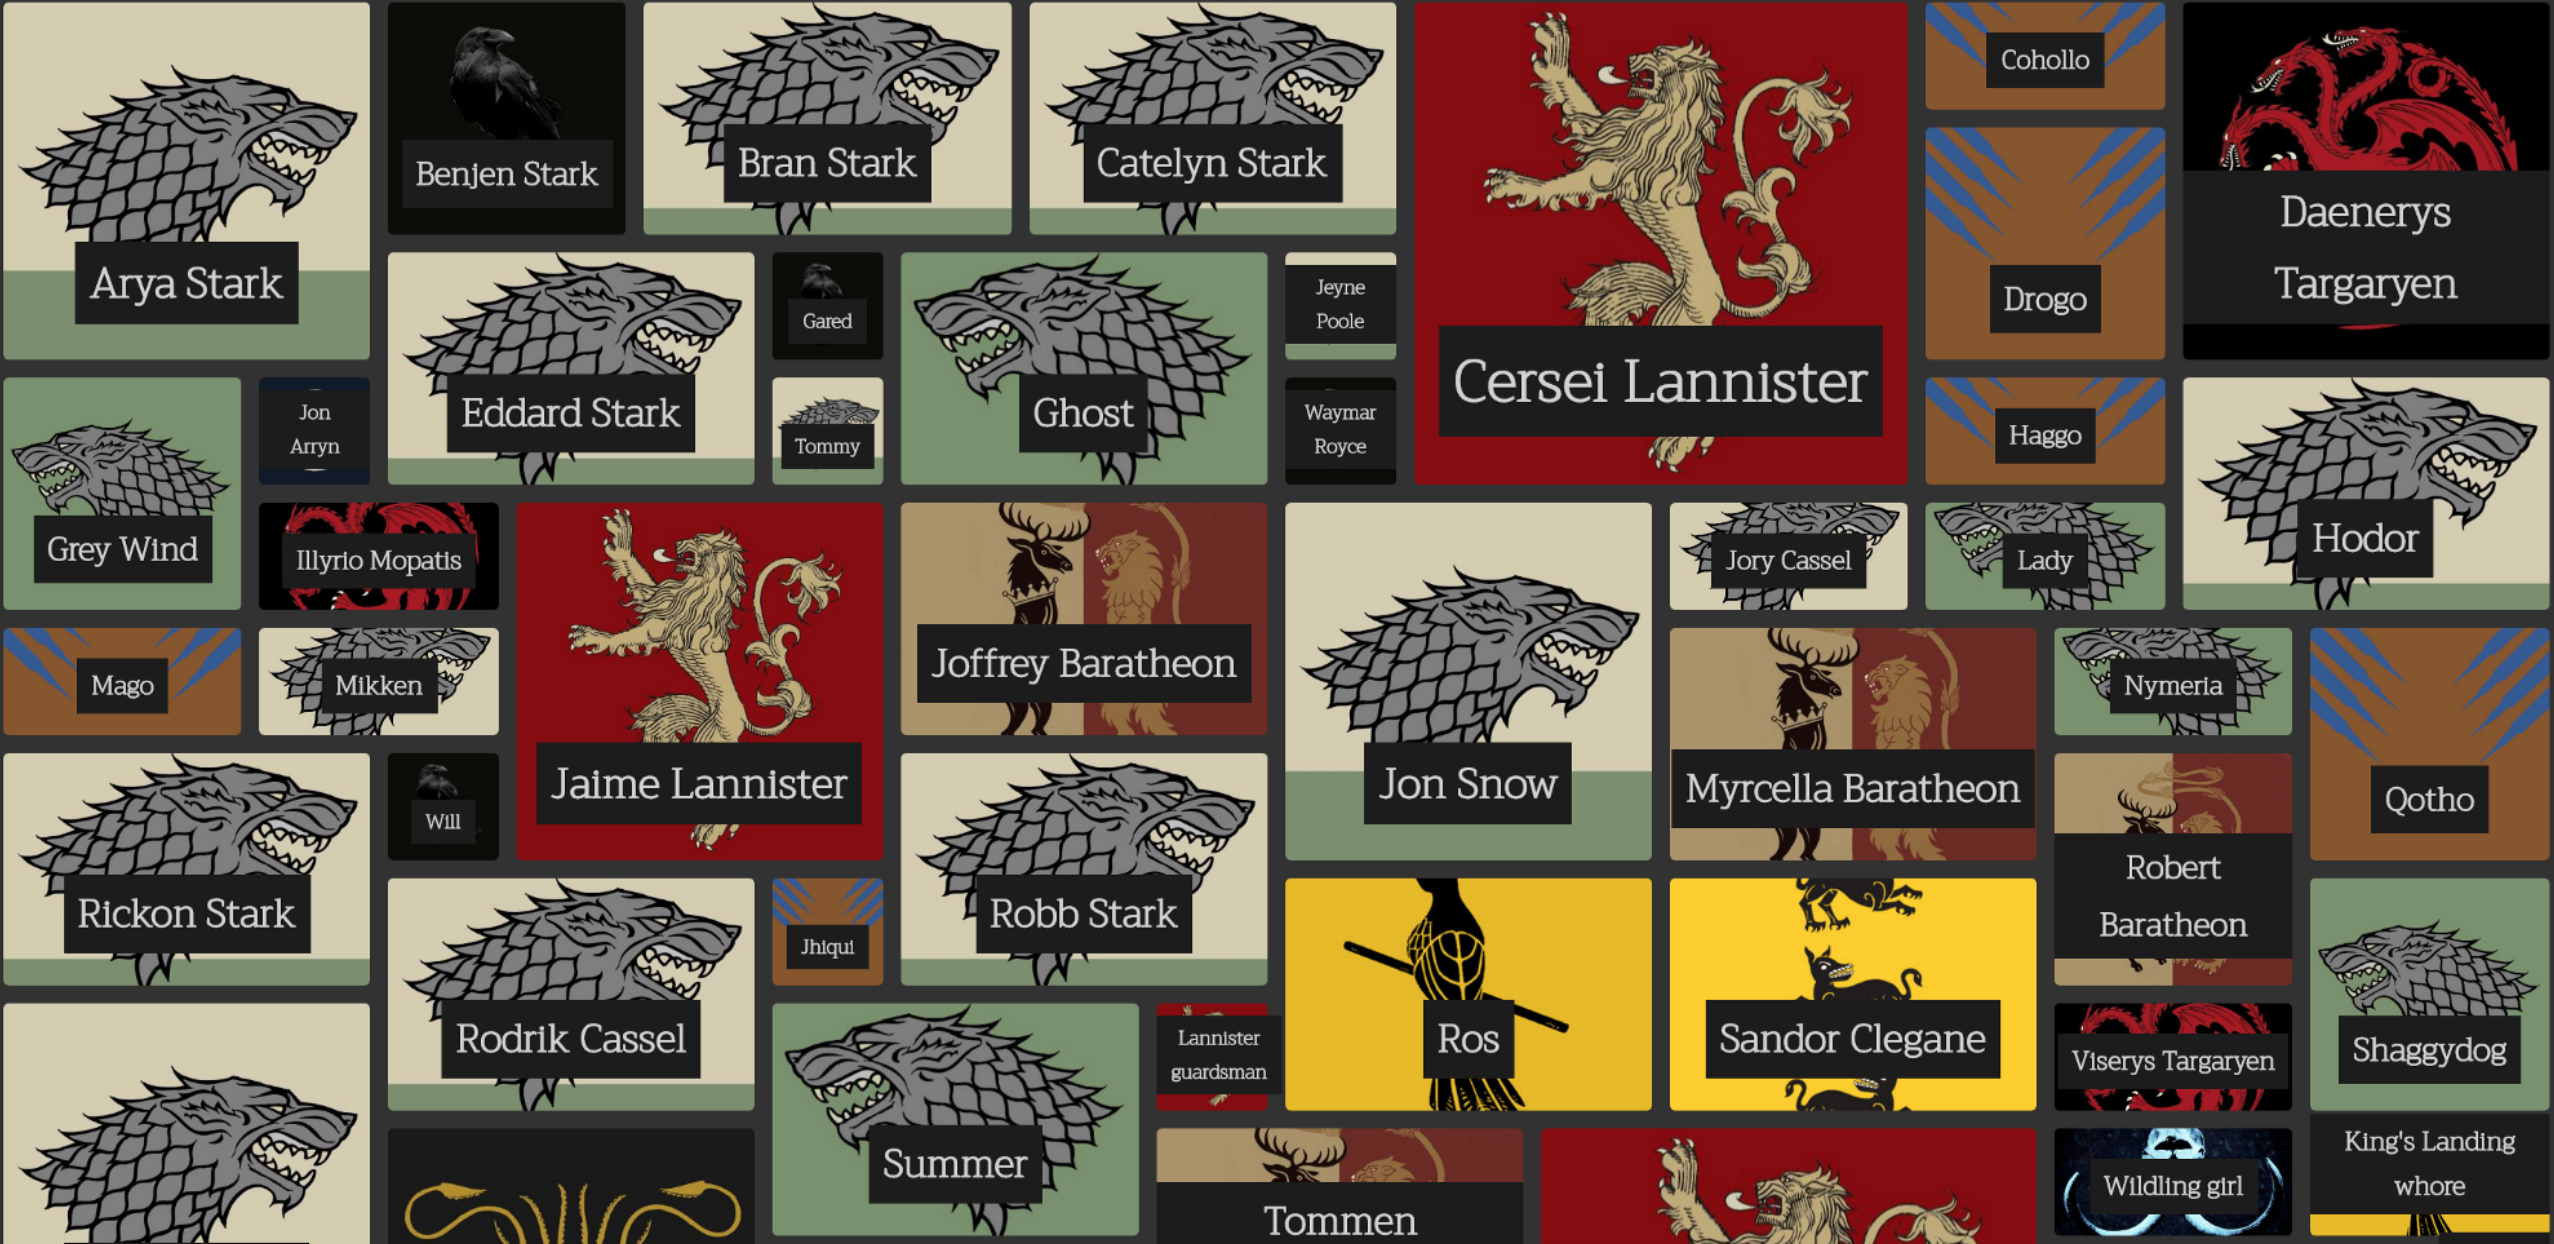 Arya Stark
Benjen Stark
Bran Stark
Catelyn Stark
Cersei Lannister
Cohollo
Drogo
Daenerys
Targaryen
Eddard Stark
Gared
Ghost
Jeyne
Poole
Grey Wind
Jon
Arryn
Tommy
Waymar
Royce
Haggo
Hodor
Illyrio Mopatis
Jaime Lannister
Joffrey Baratheon
Jon Snow
Jory Cassel
Lady
Mago
Mikken
Myrcella Baratheon
Nymeria
Qotho
Rickon Stark
Will
Robb Stark
Robert
Baratheon
Rodrik Cassel
Jhiqui
Ros
Sandor Clegane
Shaggydog
Summer
Lannister
guardsman
Viserys Targaryen
Tommen
Wildling girl
King's Landing
whore